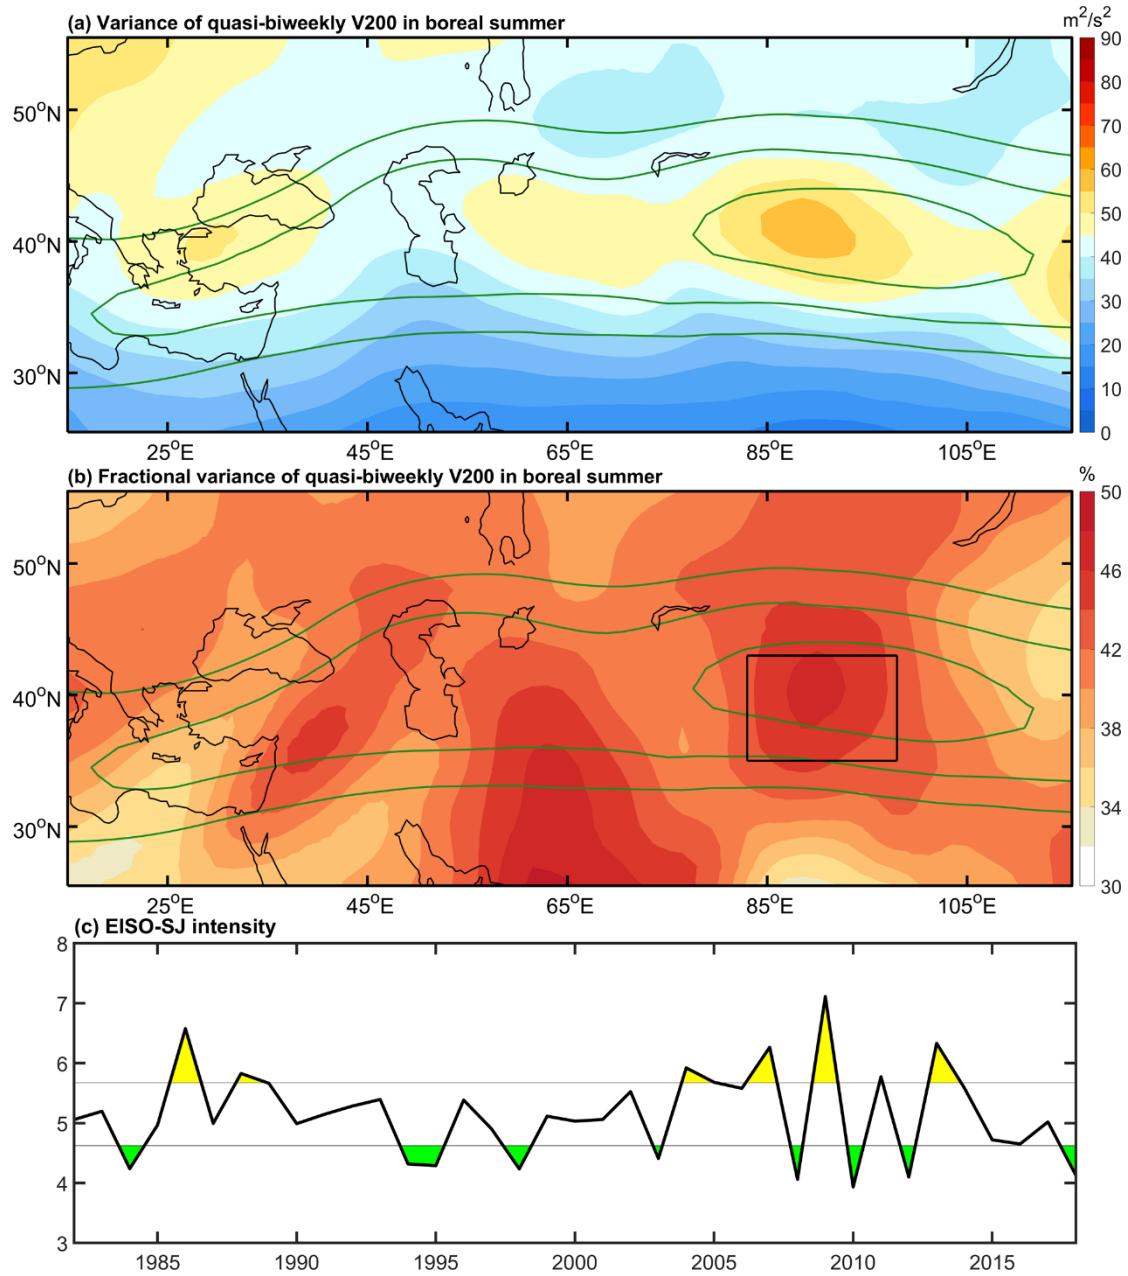 (a) Variance of quasi-biweekly V200 in boreal summer
m²/s²
90
80
70
60
50
40
30
20
10
0
50°N
40°N
30°N
25°E 45°E 65°E 85°E 105°E
(b) Fractional variance of quasi-biweekly V200 in boreal summer
%
50
46
42
38
34
30
50°N
40°N
30°N
25°E 45°E 65°E 85°E 105°E
(c) EISO-SJ intensity
8
7
6
5
4
3
1985 1990 1995 2000 2005 2010 2015